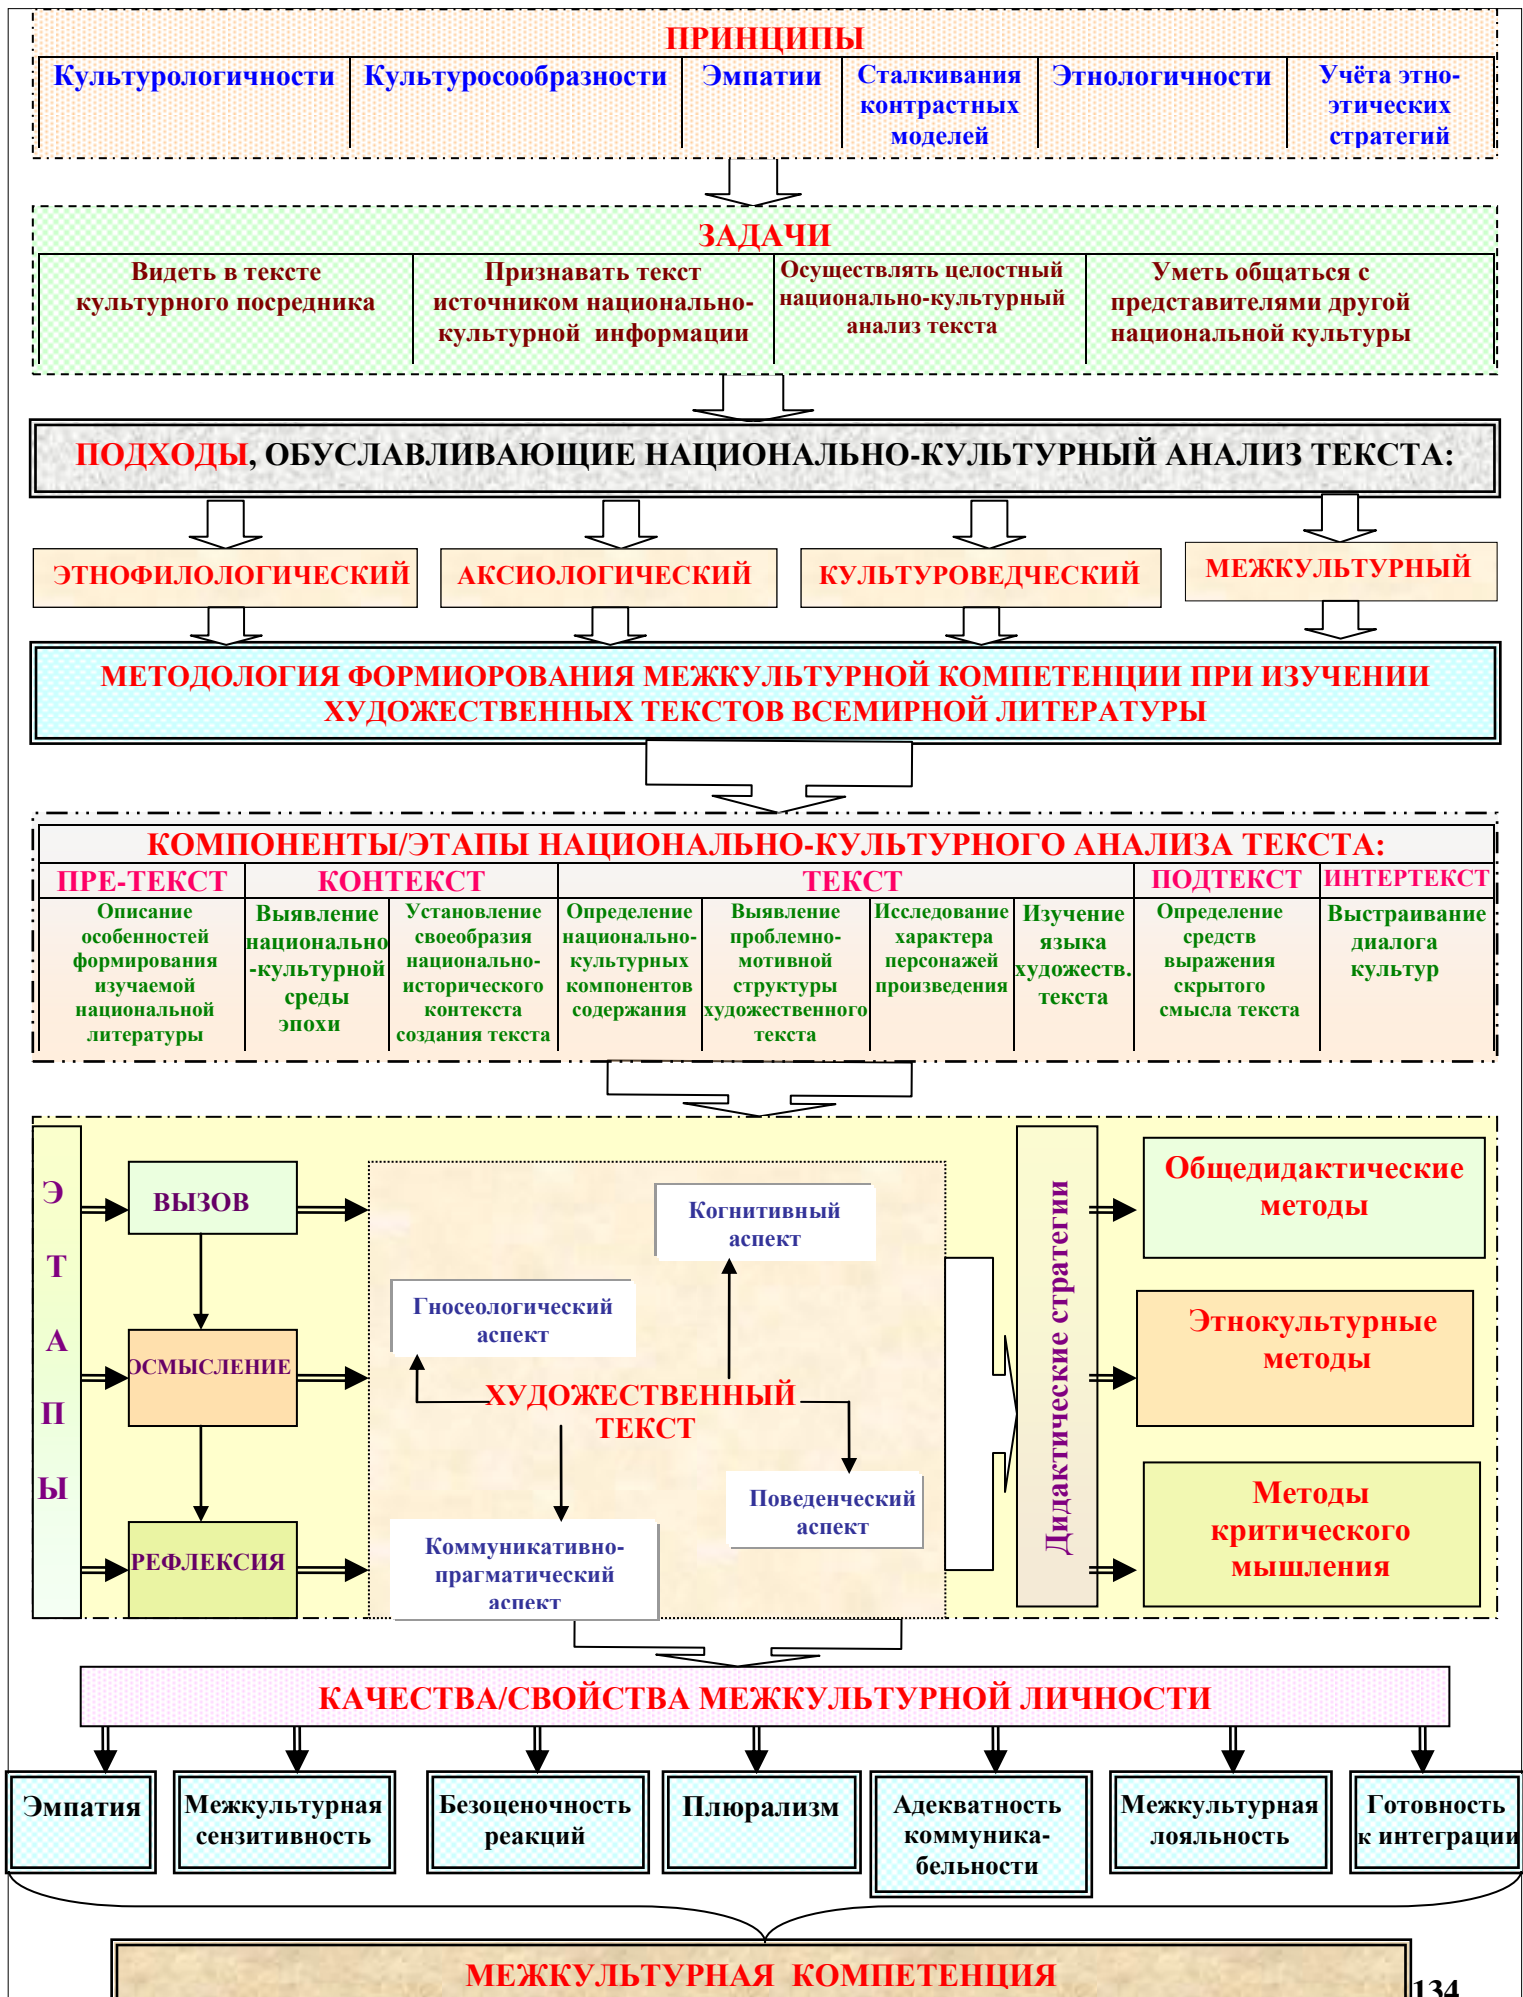 ПРИНЦИПЫ
Культурологичности
Культуросообразности
Эмпатии
Сталкивания
контрастных
моделей
Этнологичности
Учёта этно-
этических
стратегий
ЗАДАЧИ
Видеть в тексте
культурного посредника
Признавать текст
источником национально-
культурной информации
Осуществлять целостный
национально-культурный
анализ текста
Уметь общаться с
представителями другой
национальной культуры
ПОДХОДЫ, ОБУСЛАВЛИВАЮЩИЕ НАЦИОНАЛЬНО-КУЛЬТУРНЫЙ АНАЛИЗ ТЕКСТА:
ЭТНОФИЛОЛОГИЧЕСКИЙ
АКСИОЛОГИЧЕСКИЙ
КУЛЬТУРОВЕДЧЕСКИЙ
МЕЖКУЛЬТУРНЫЙ
МЕТОДОЛОГИЯ ФОРМИОРОВАНИЯ МЕЖКУЛЬТУРНОЙ КОМПЕТЕНЦИИ ПРИ ИЗУЧЕНИИ
ХУДОЖЕСТВЕННЫХ ТЕКСТОВ ВСЕМИРНОЙ ЛИТЕРАТУРЫ
КОМПОНЕНТЫ/ЭТАПЫ НАЦИОНАЛЬНО-КУЛЬТУРНОГО АНАЛИЗА ТЕКСТА:
ПРЕ-ТЕКСТ
КОНТЕКСТ
ТЕКСТ
ПОДТЕКСТ
ИНТЕРТЕКСТ
Описание
особенностей
формирования
изучаемой
национальной
литературы
Выявление
национально
-культурной
среды
эпохи
Установление
своеобразия
национально-
исторического
контекста
создания текста
Определение
национально-
культурных
компонентов
содержания
Выявление
проблемно-
мотивной
структуры
художественного
текста
Исследование
характера
персонажей
произведения
Изучение
языка
художеств.
текста
Определение
средств
выражения
скрытого
смысла текста
Выстраивание
диалога
культур
ЭТАПЫ
ВЫЗОВ
ОСМЫСЛЕНИЕ
РЕФЛЕКСИЯ
Когнитивный
аспект
Гносеологический
аспект
ХУДОЖЕСТВЕННЫЙ
ТЕКСТ
Поведенческий
аспект
Коммуникативно-
прагматический
аспект
Дидактические стратегии
Общедидактические
методы
Этнокультурные
методы
Методы
критического
мышления
КАЧЕСТВА/СВОЙСТВА МЕЖКУЛЬТУРНОЙ ЛИЧНОСТИ
Эмпатия
Межкультурная
сензитивность
Безоценочность
реакций
Плюрализм
Адекватность
коммуника-
бельности
Межкультурная
лояльность
Готовность
к интеграции
МЕЖКУЛЬТУРНАЯ КОМПЕТЕНЦИЯ
134